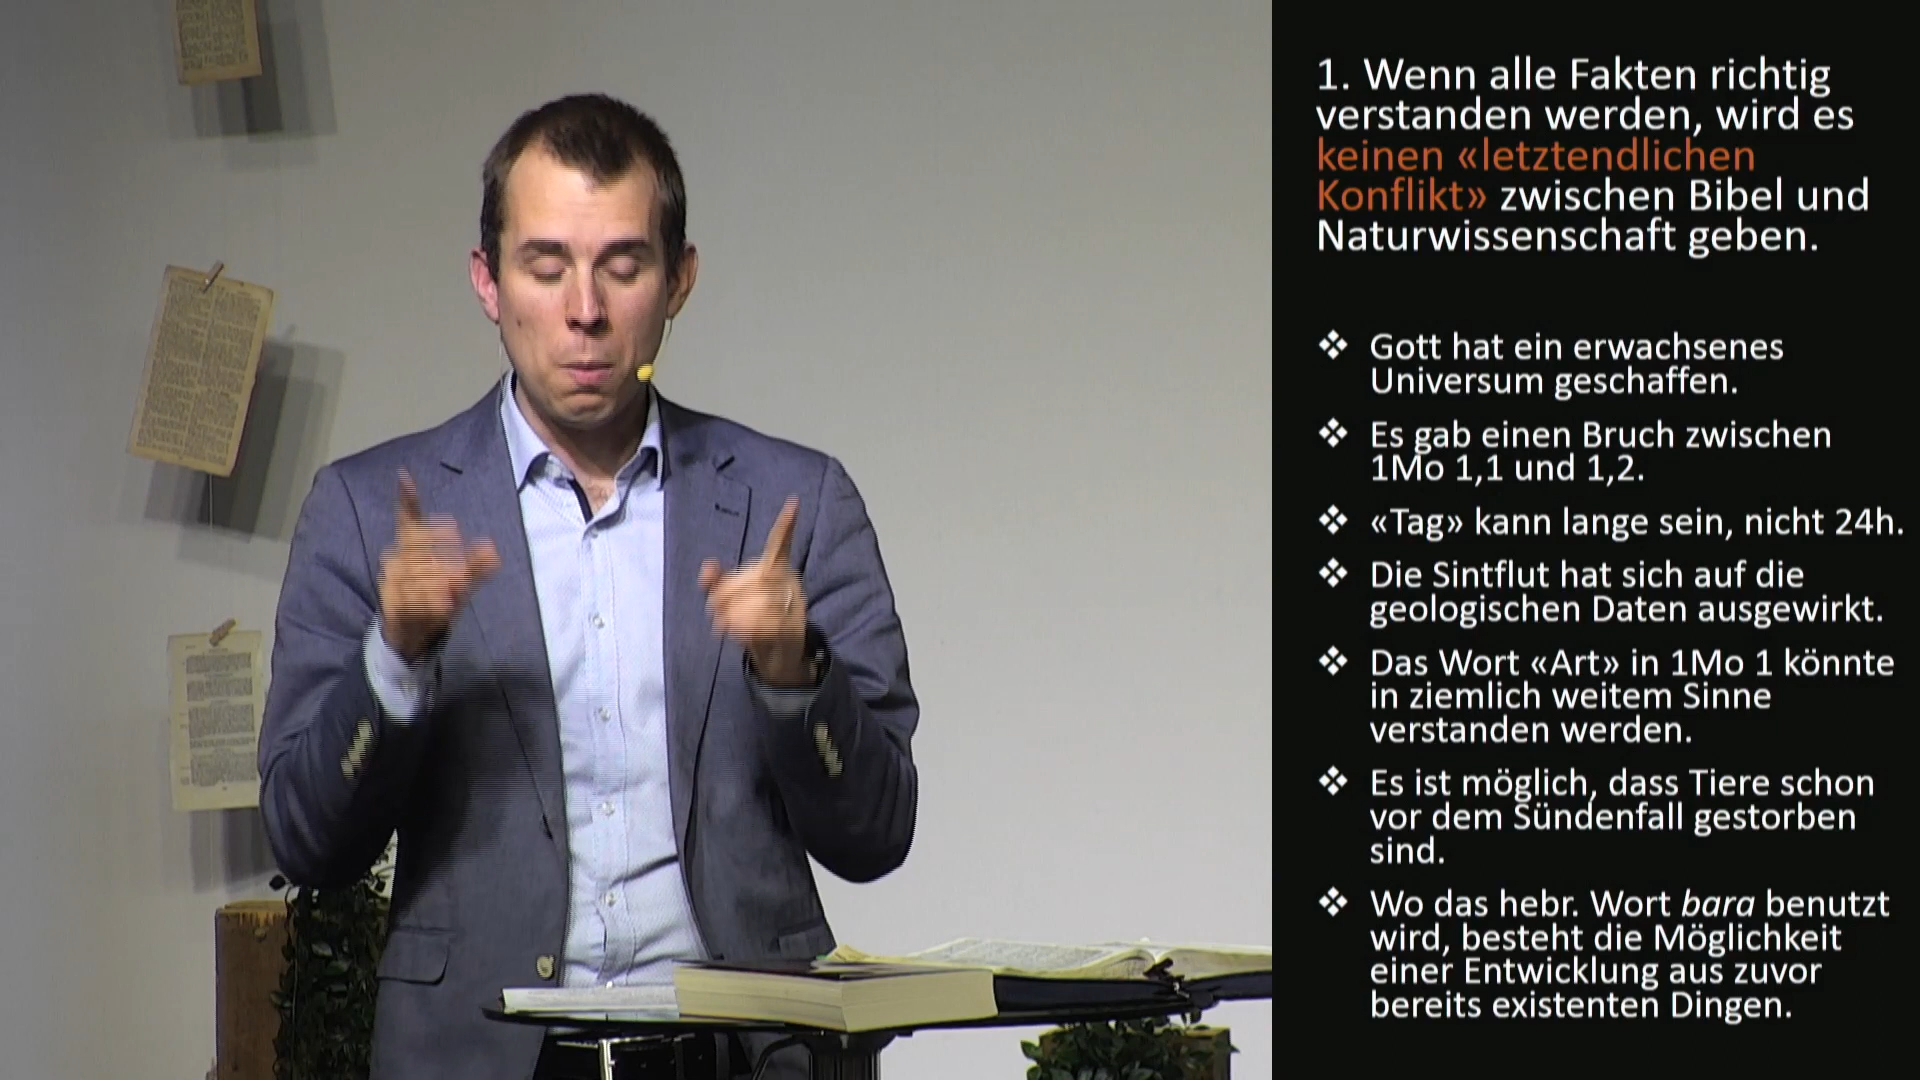 1. Wenn alle Fakten richtig
verstanden werden, wird es
keinen «letztendlichen
Konflikt» zwischen Bibel und
Naturwissenschaft geben.
❖ Gott hat ein erwachsenes
Universum geschaffen.
❖ Es gab einen Bruch zwischen
1Mo 1,1 und 1,2.
❖ «Tag» kann lange sein, nicht 24h.
❖ Die Sintflut hat sich auf die
geologischen Daten ausgewirkt.
❖ Das Wort «Art» in 1Mo 1 könnte
in ziemlich weitem Sinne
verstanden werden.
❖ Es ist möglich, dass Tiere schon
vor dem Sündenfall gestorben
sind.
❖ Wo das hebr. Wort bara benutzt
wird, besteht die Möglichkeit
einer Entwicklung aus zuvor
bereits existenten Dingen.